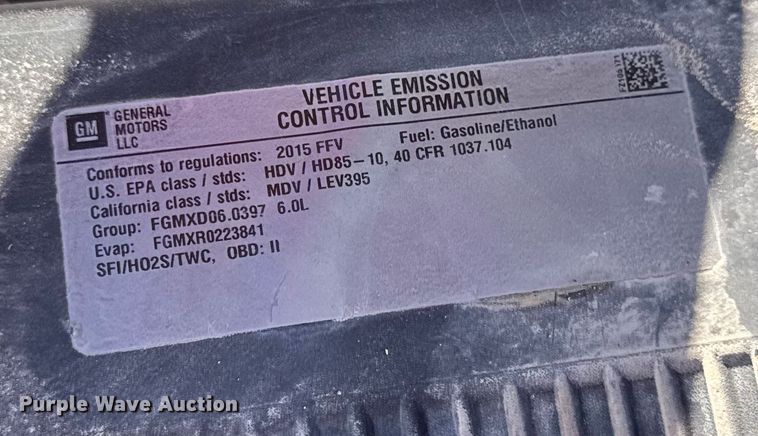 GM
GENERAL
MOTORS
LLC
VEHICLE EMISSION
CONTROL INFORMATION
FZ100 171
Conforms to regulations: 2015 FFV Fuel: Gasoline/Ethanol
U.S. EPA class / stds: HDV / HD85-10, 40 CFR 1037.104
California class / stds: MDV / LEV395
Group: FGMXD06.0397 6.0L
Evap: FGMXR0223841
SFI/HO2S/TWC, OBD: II
Purple Wave Auction